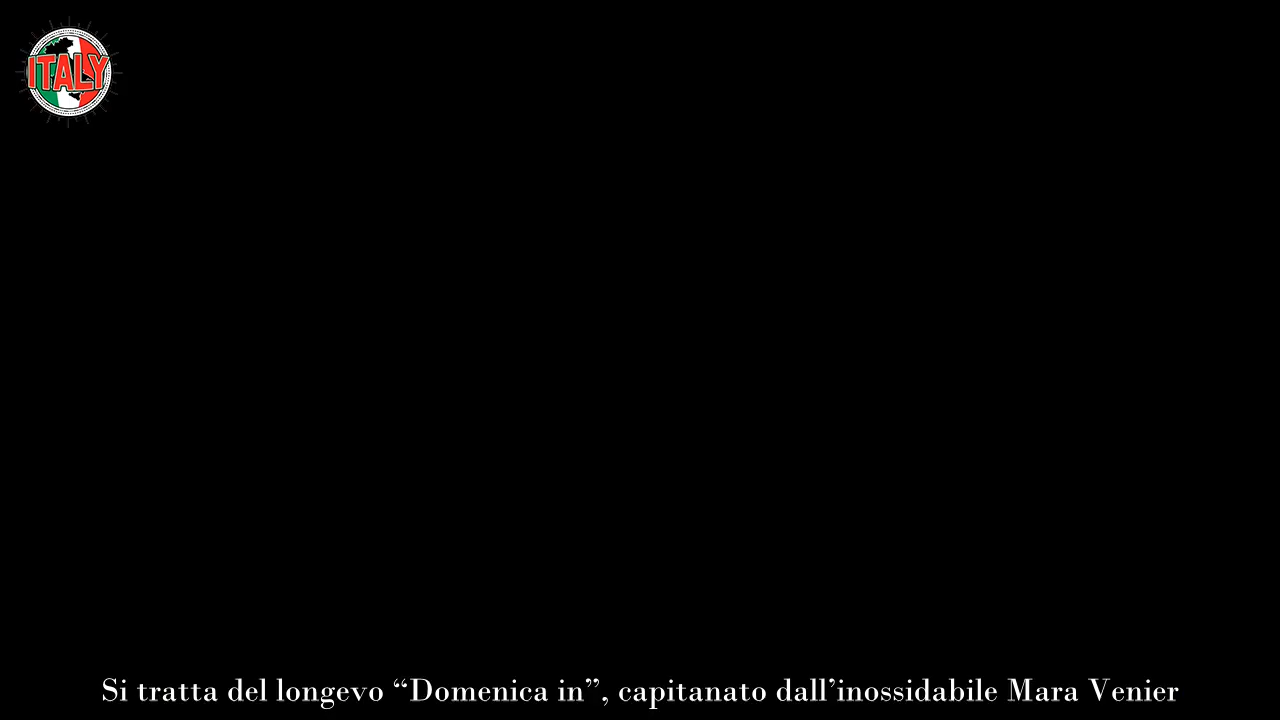 ITALY
Si tratta del longevo “Domenica in”, capitanato dall’inossidabile Mara Venier